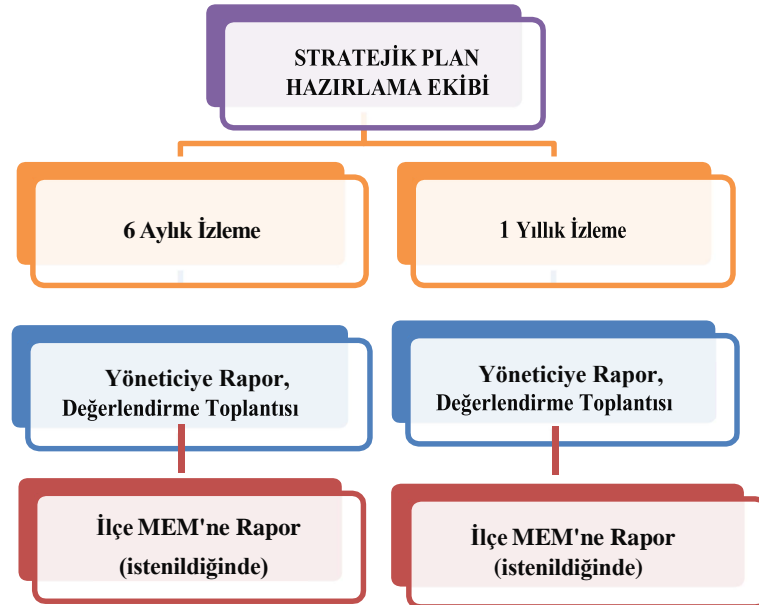 STRATEJİK PLAN
HAZIRLAMA EKİBİ
6 Aylık İzleme
1 Yıllık İzleme
Yöneticiye Rapor,
Değerlendirme Toplantısı
Yöneticiye Rapor,
Değerlendirme Toplantısı
İlçe MEM'ne Rapor
(istenildiğinde)
İlçe MEM'ne Rapor
(istenildiğinde)